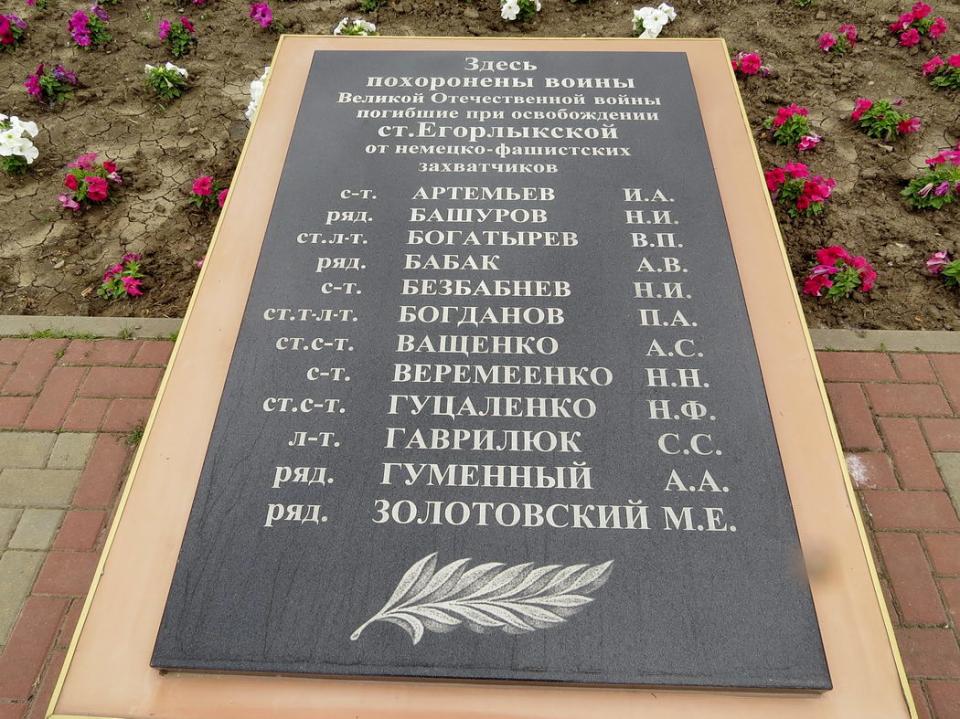 Здесь
похоронены воины
Великой Отечественной войны
погибшие при освобождении
ст.Егорлыкской
от немецко-фашистских
захватчиков
с-т. АРТЕМЬЕВ И.А.
ряд. БАШУРОВ Н.И.
ст.л-т. БОГАТЫРЕВ В.П.
ряд. БАБАК А.В.
с-т. БЕЗБАБНЕВ Н.И.
ст.т-л-т. БОГДАНОВ П.А.
ст.с-т. ВАЩЕНКО А.С.
с-т. ВЕРЕМЕЕНКО Н.Н.
ст.с-т. ГУЦАЛЕНКО Н.Ф.
л-т. ГАВРИЛЮК С.С.
ряд. ГУМЕННЫЙ А.А.
ряд. ЗОЛОТОВСКИЙ М.Е.